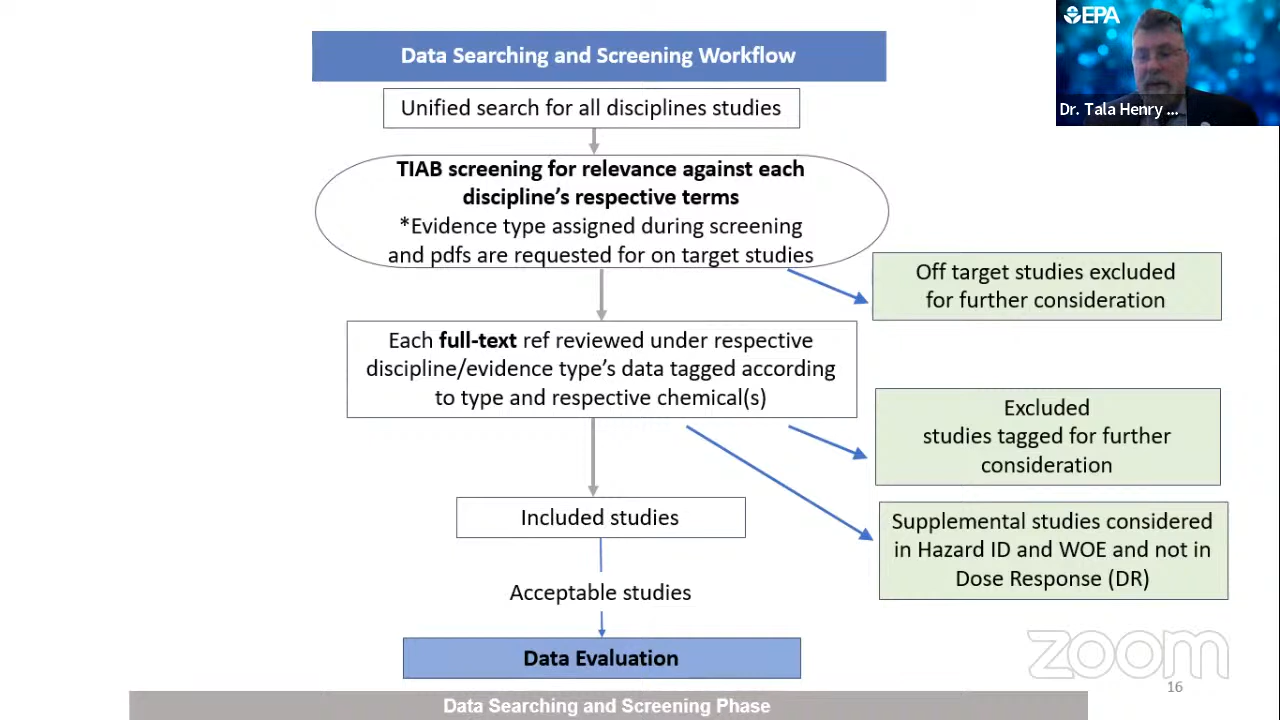 EPA
Dr. Tala Henry ...
Data Searching and Screening Workflow
Unified search for all disciplines studies
TIAB screening for relevance against each
discipline's respective terms
*Evidence type assigned during screening
and pdfs are requested for on target studies
Off target studies excluded
for further consideration
Each full-text ref reviewed under respective
discipline/evidence type's data tagged according
to type and respective chemical(s)
Excluded
studies tagged for further
consideration
Included studies
Supplemental studies considered
in Hazard ID and WOE and not in
Dose Response (DR)
Acceptable studies
Data Evaluation
zoom
16
Data Searching and Screening Phase